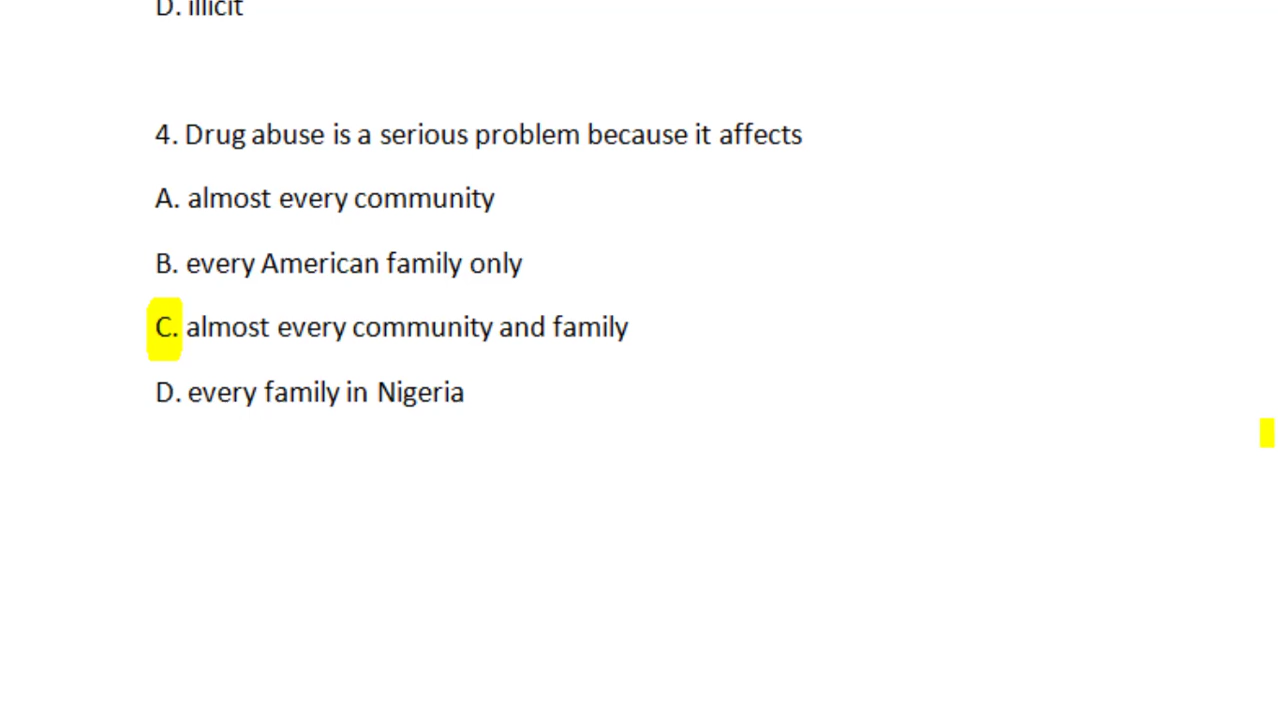 D. illicit
4. Drug abuse is a serious problem because it affects
A. almost every community
B. every American family only
C. almost every community and family
D. every family in Nigeria